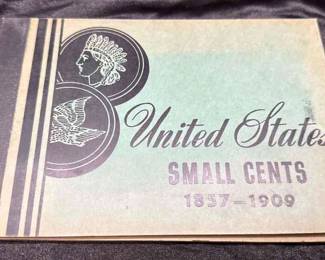 United States
SMALL CENTS
1857-1909